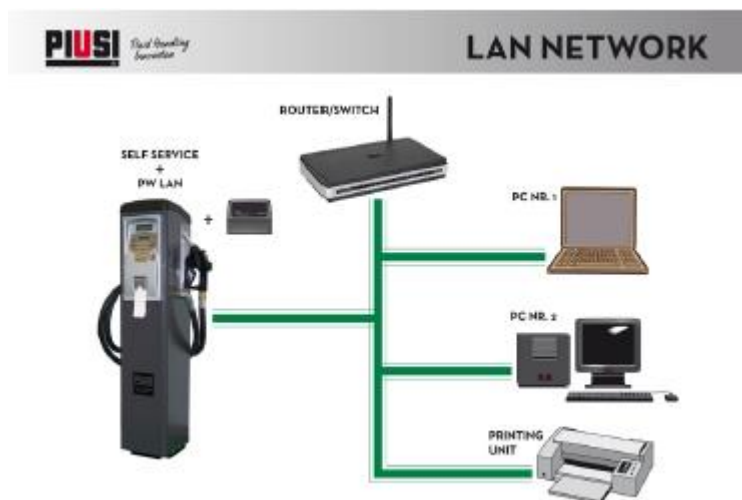 PIUSI
Fluid Handling
Innovation
LAN NETWORK
ROUTER/SWITCH
SELF SERVICE
+
PW LAN
+
PC NR. 1
PC NR. 2
PRINTING
UNIT